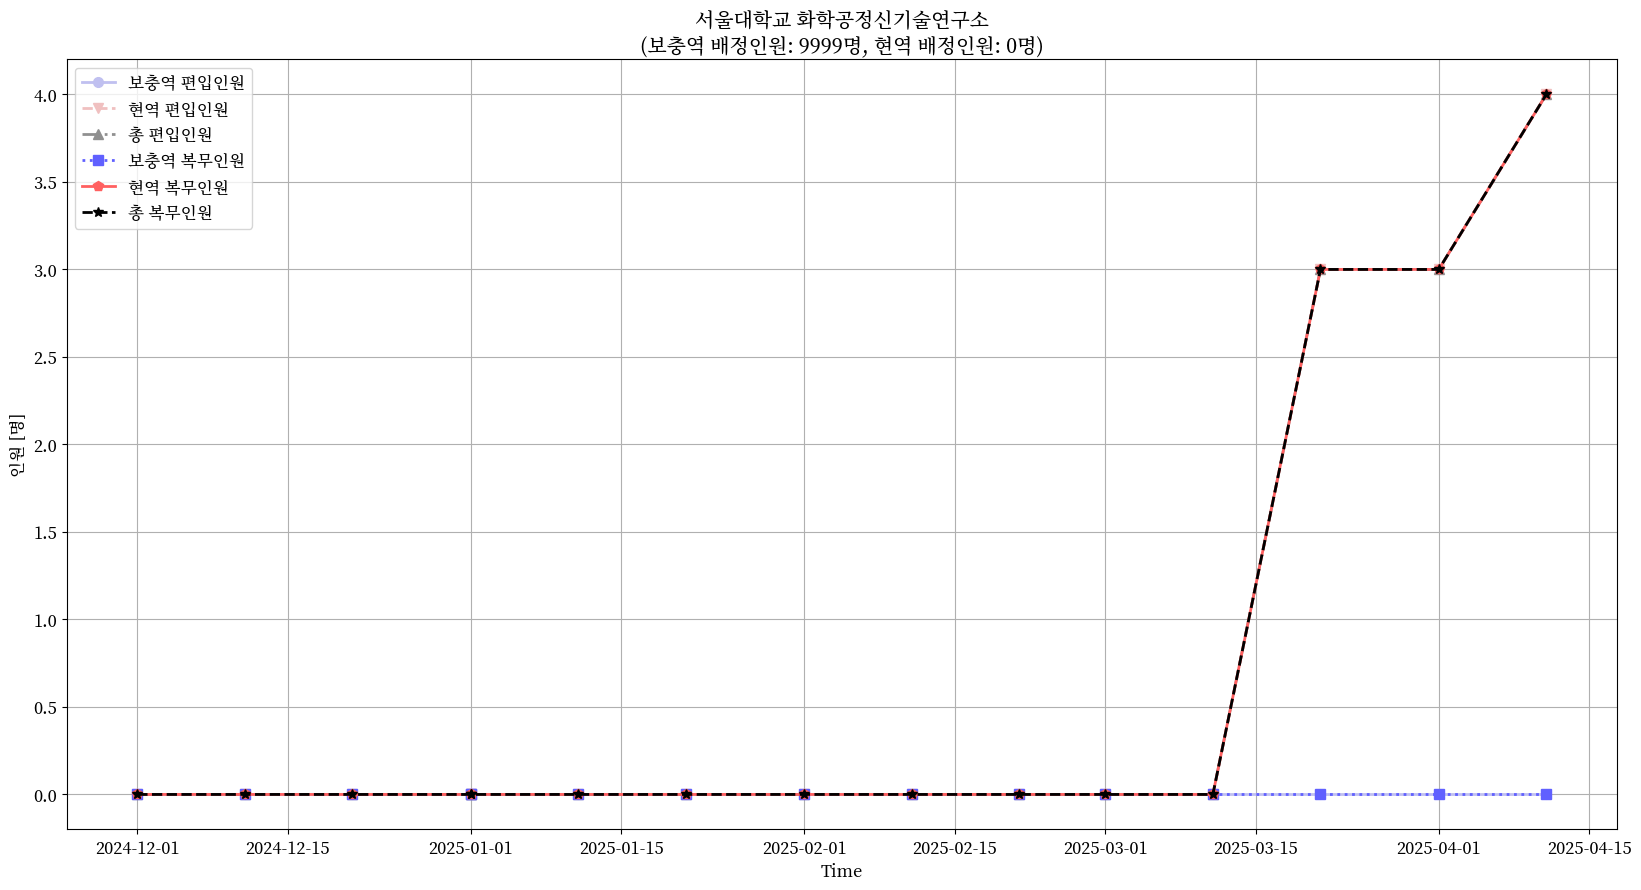 서울대학교 화학공정신기술연구소
(보충역 배정인원: 9999명, 현역 배정인원: 0명)
보충역 편입인원
현역 편입인원
총 편입인원
보충역 복무인원
현역 복무인원
총 복무인원
4.0
3.5
3.0
2.5
2.0
1.5
1.0
0.5
0.0
인원 [명]
2024-12-01 2024-12-15 2025-01-01 2025-01-15 2025-02-01 2025-02-15 2025-03-01 2025-03-15 2025-04-01 2025-04-15
Time